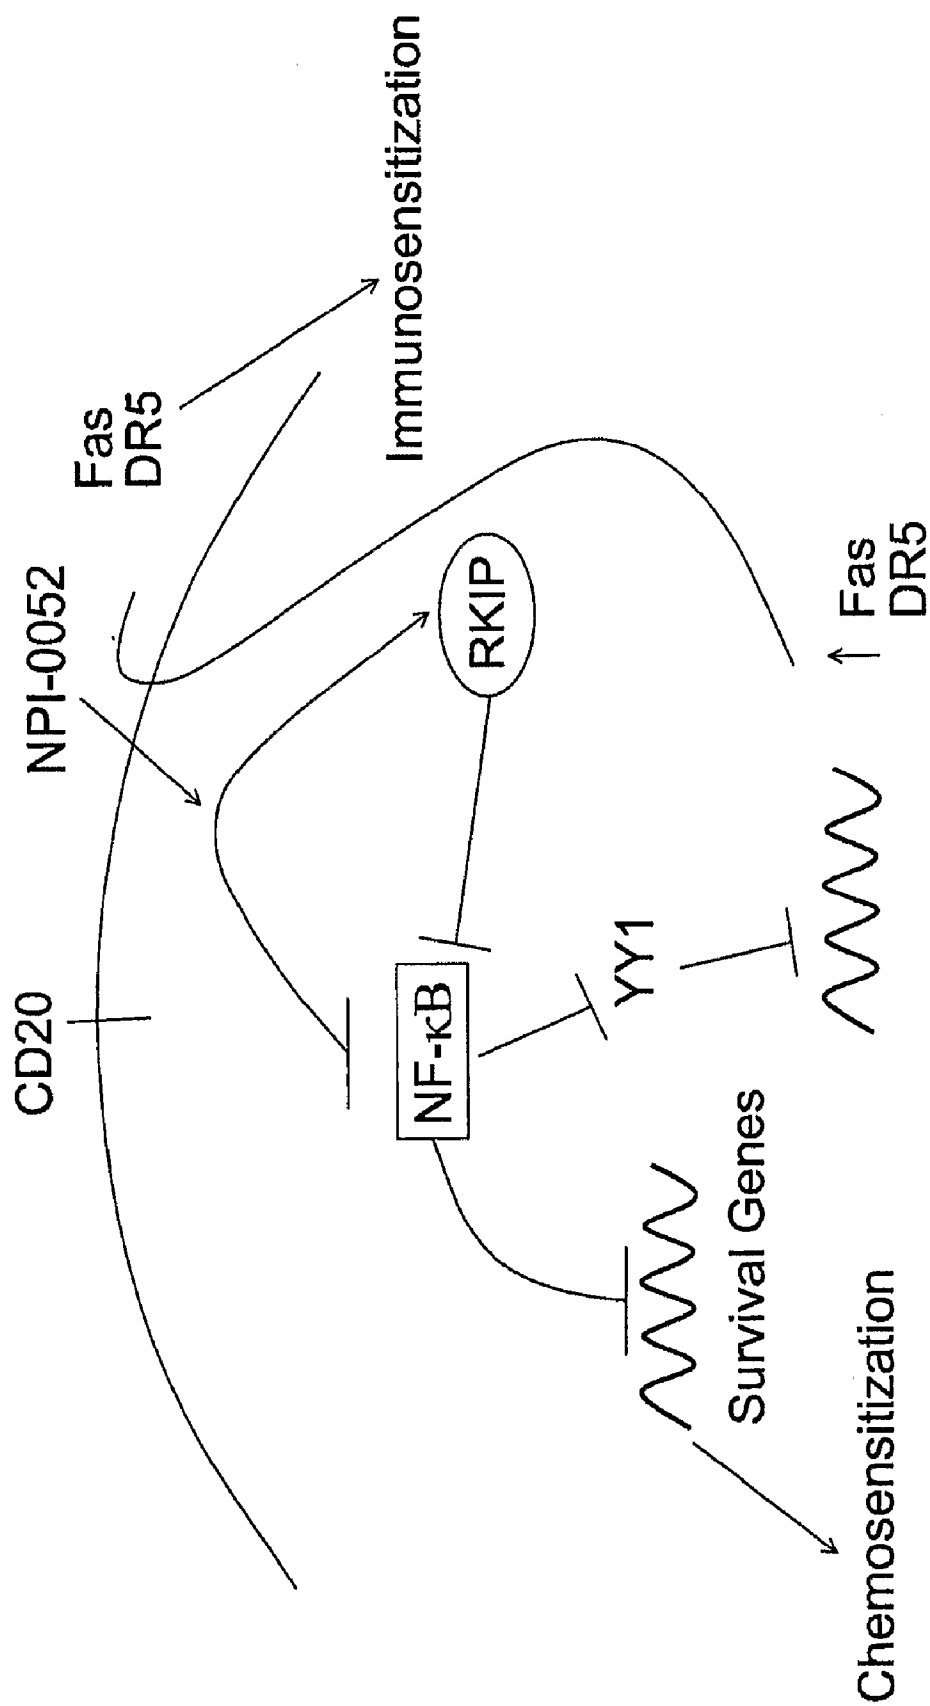 CD20
NPI-0052
Fas
DR5
Immunosensitization
NF-κB
RKIP
YY1
Survival Genes
Fas
DR5
Chemosensitization